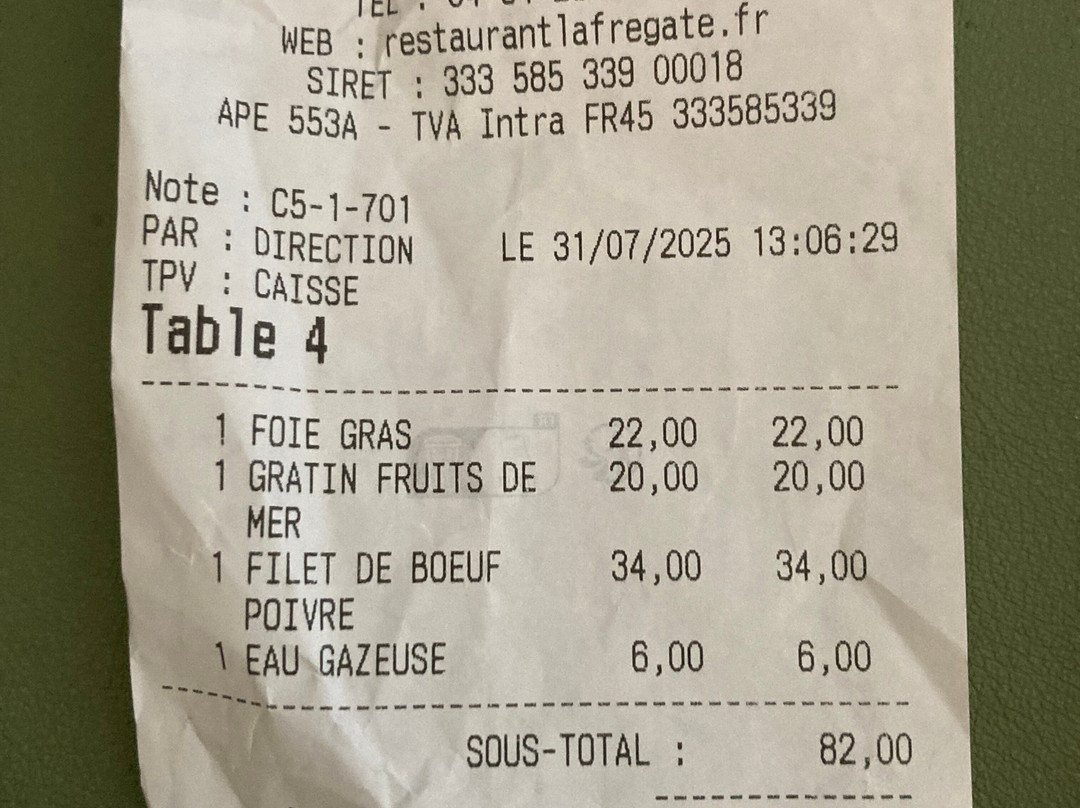 TEL :
WEB : restaurantlafregate.fr
SIRET : 333 585 339 00018
APE 553A - TVA Intra FR45 333585339
Note : C5-1-701
PAR : DIRECTION LE 31/07/2025 13:06:29
TPV : CAISSE
Table 4
1 FOIE GRAS 22,00 22,00
1 GRATIN FRUITS DE 20,00 20,00
MER
1 FILET DE BOEUF 34,00 34,00
POIVRE
1 EAU GAZEUSE 6,00 6,00
SOUS-TOTAL : 82,00